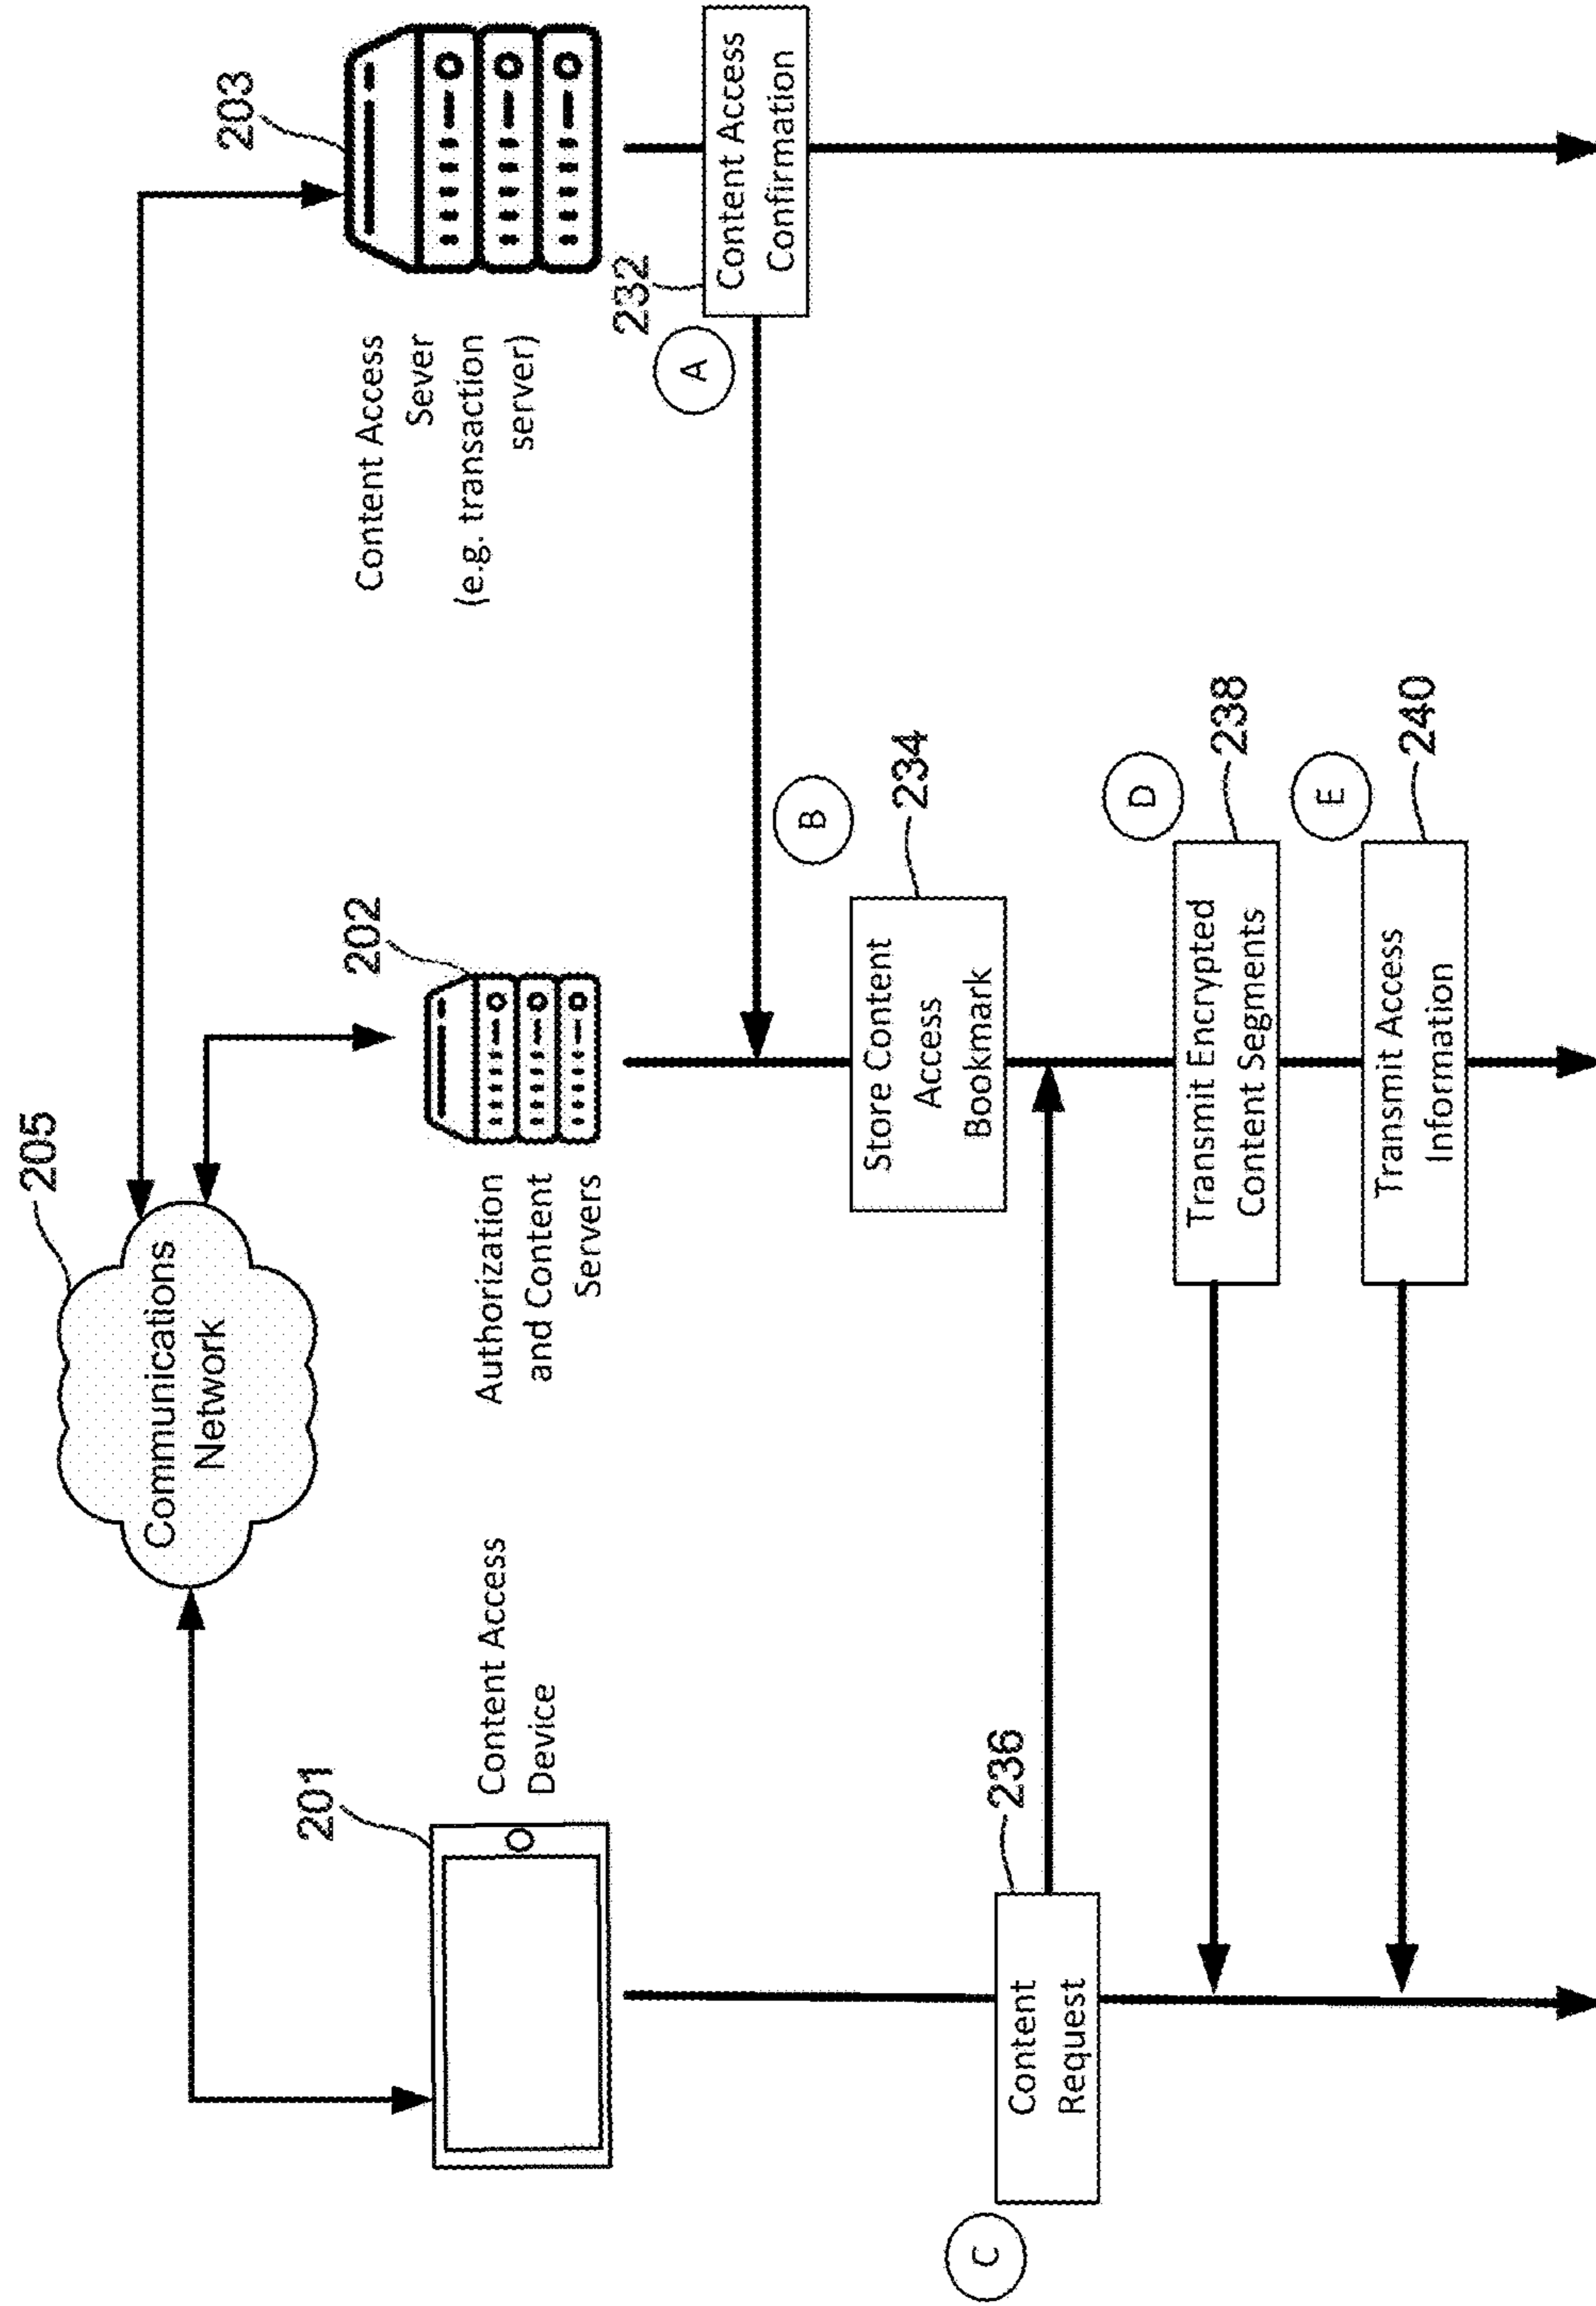 205
Communications
Network
203
202
201
Content Access
Device
Authorization
and Content
Servers
Content Access
Sever
(e.g. transaction
server)
232
A
Content Access
Confirmation
B
234
Store Content
Access
Bookmark
C
236
Content
Request
D
238
Transmit Encrypted
Content Segments
E
240
Transmit Access
Information